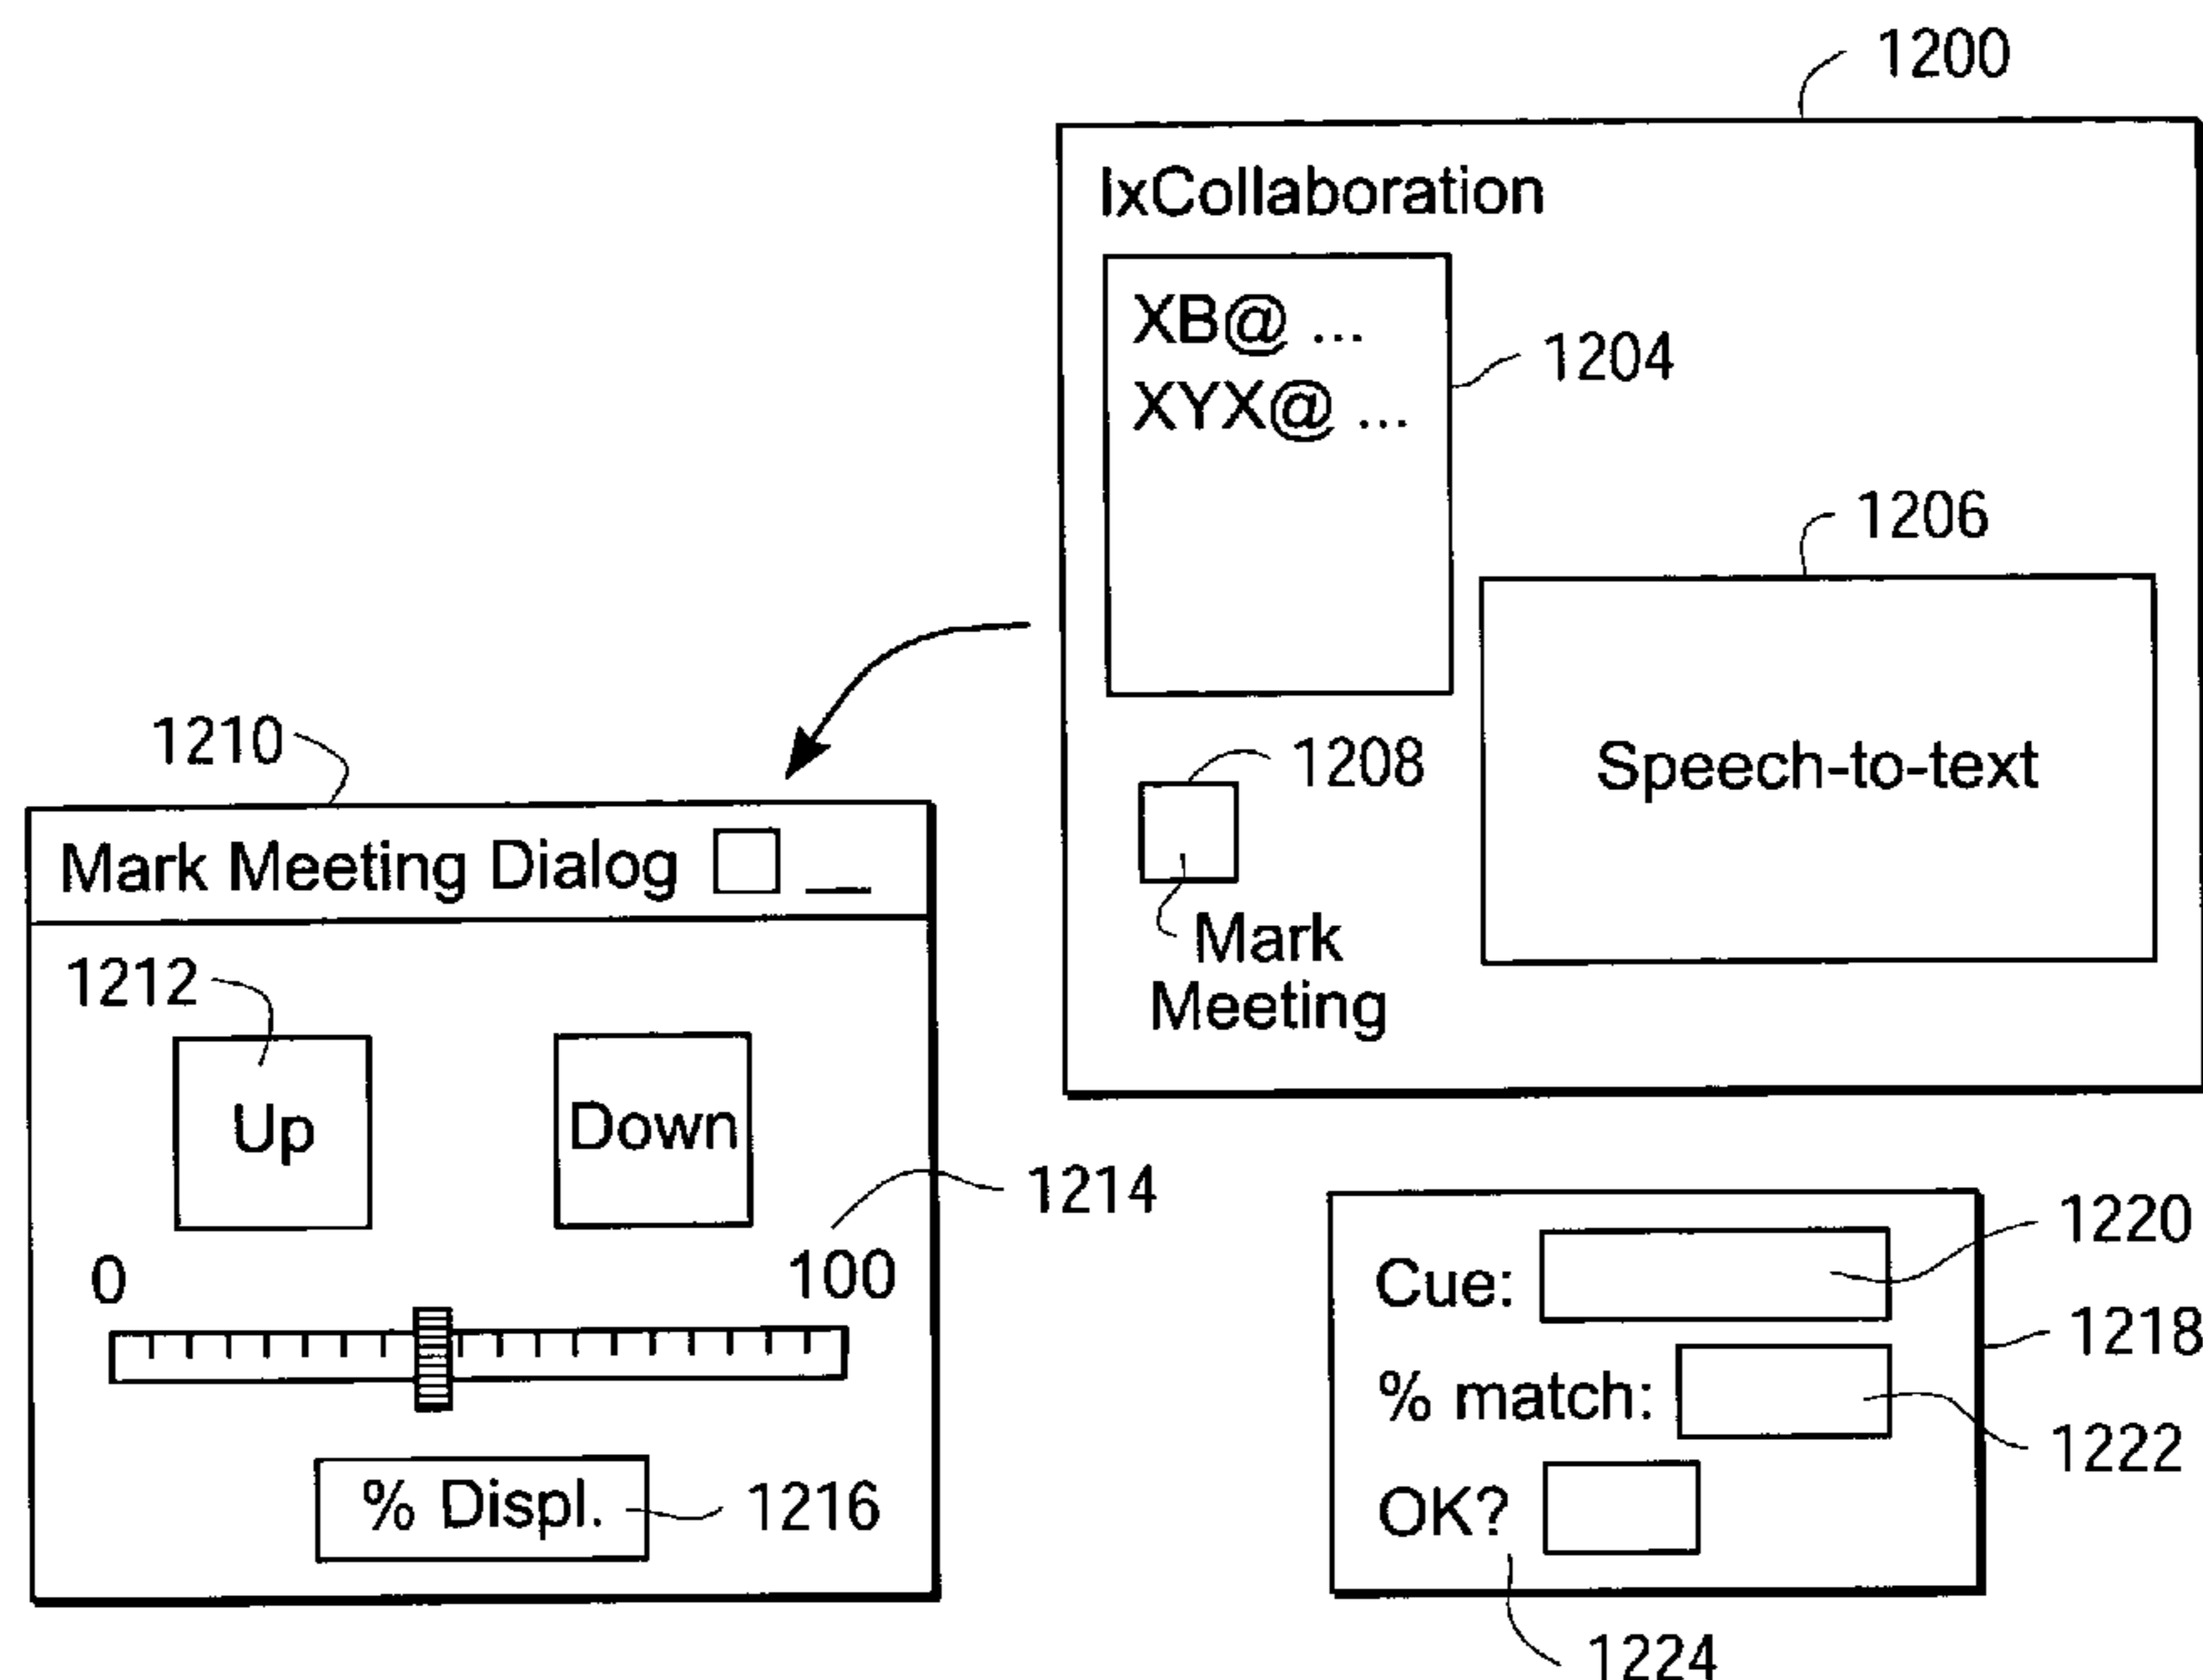 1200
IxCollaboration
XB@ ...
XYX@ ...
1204
1206
Speech-to-text
1208
Mark
Meeting
1210
Mark Meeting Dialog
1212
Up
Down
1214
0
100
% Displ.
1216
Cue:
1220
1218
% match:
1222
OK?
1224